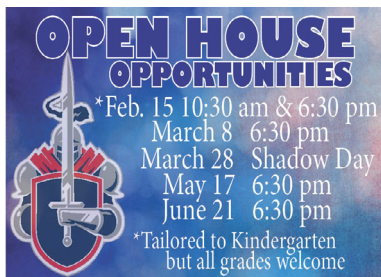 OPEN HOUSE
OPPORTUNITIES
*Feb. 15 10:30 am & 6:30 pm
March 8 6:30 pm
March 28 Shadow Day
May 17 6:30 pm
June 21 6:30 pm
*Tailored to Kindergarten
but all grades welcome